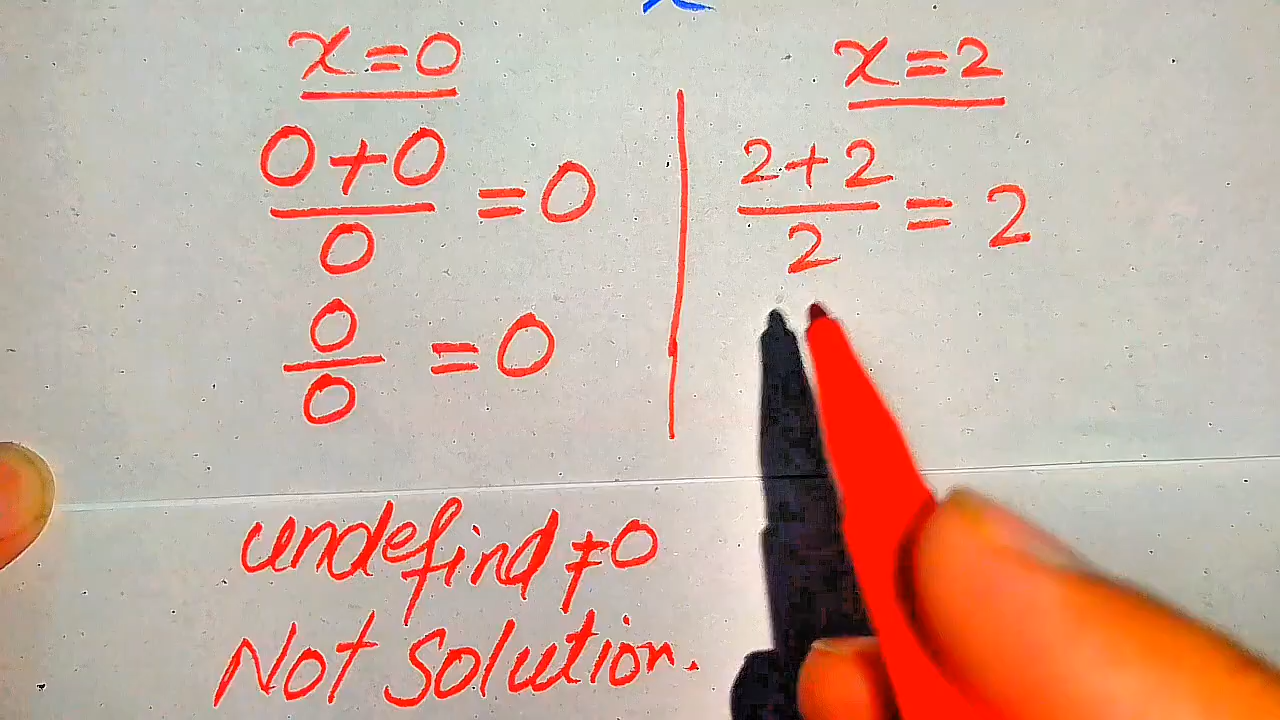 x=0
0+0/0 =0
0/0 =0
undefind ≠0
Not Solution.
x=2
2+2/2 = 2